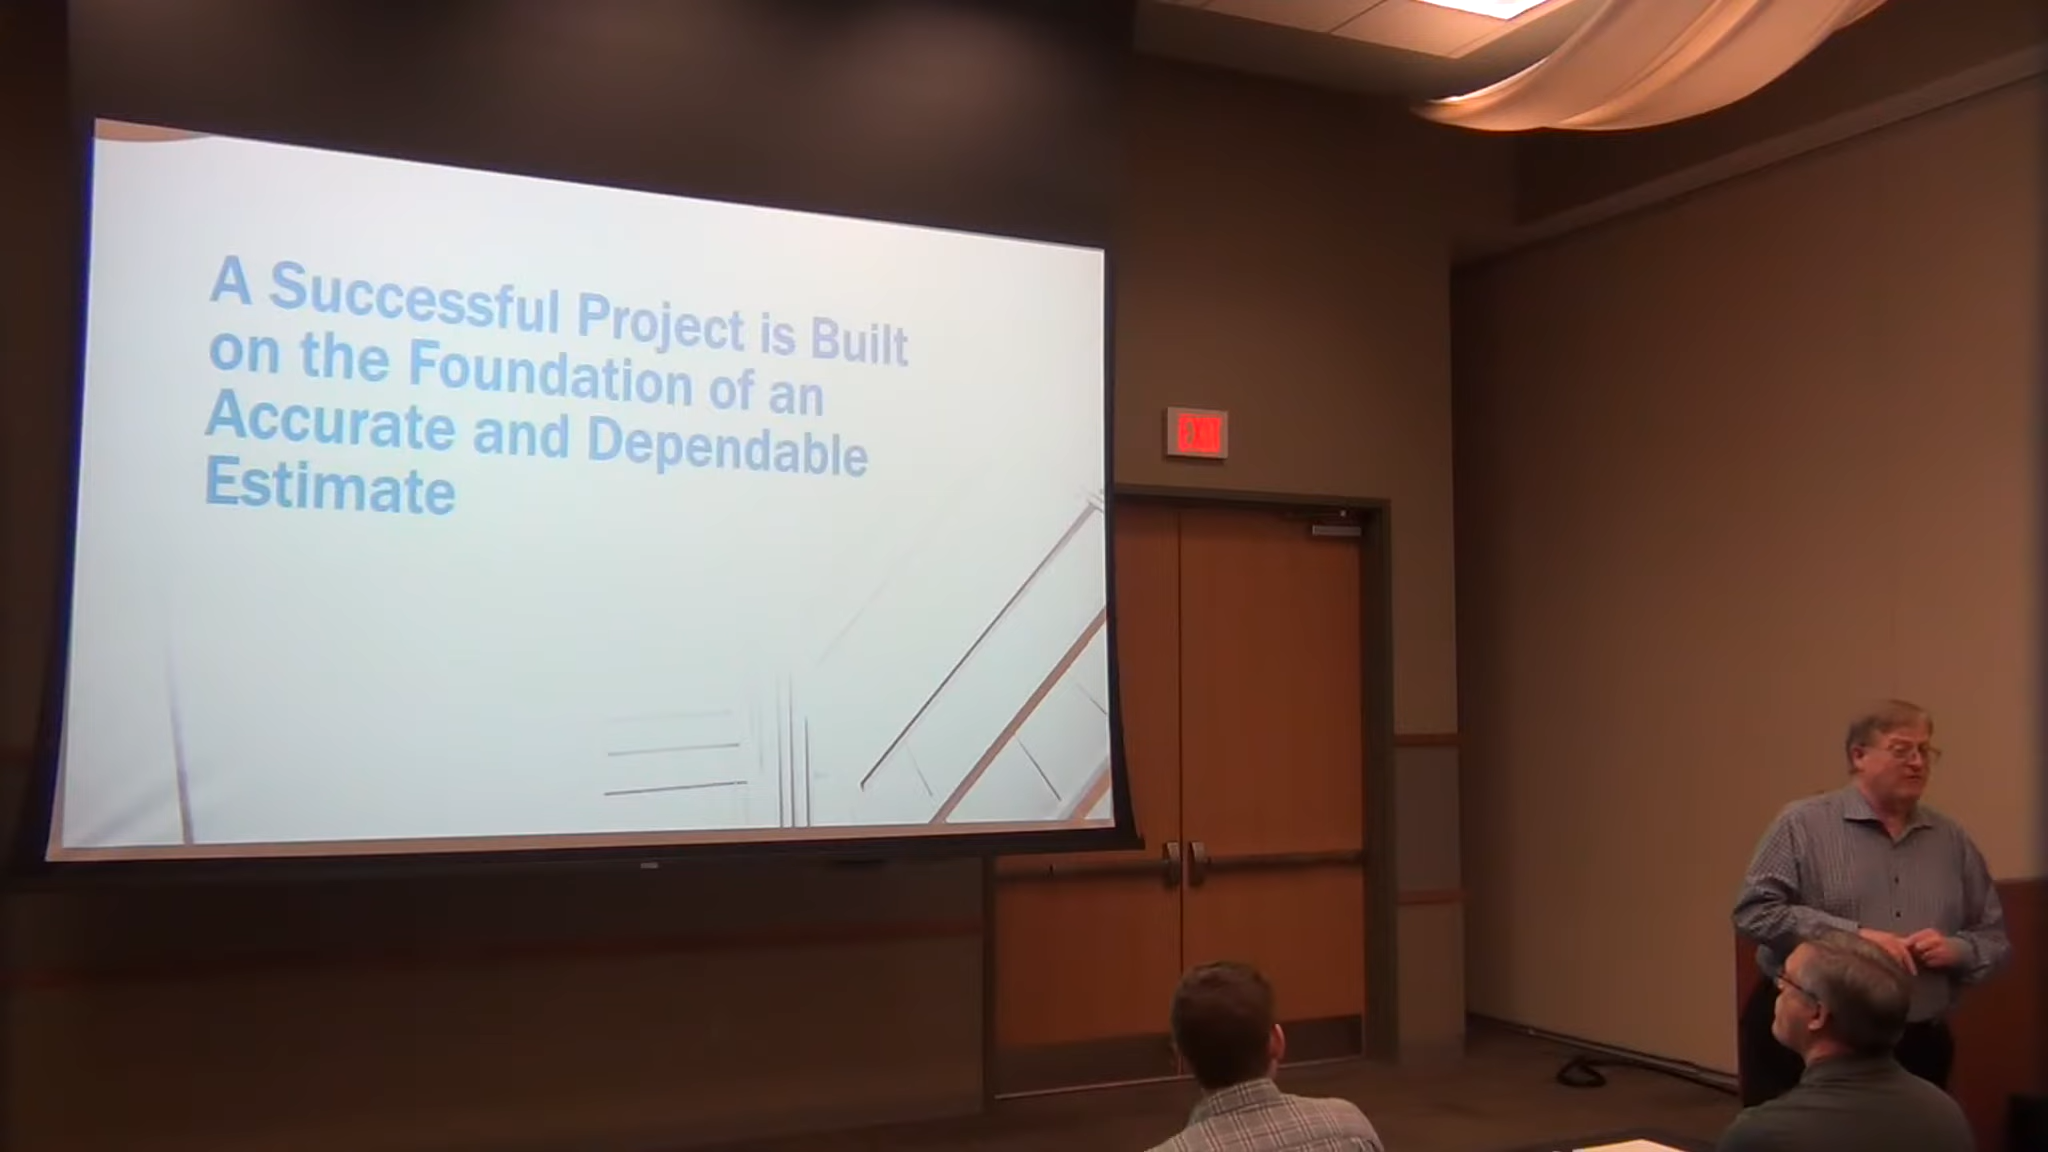 A Successful Project is Built
on the Foundation of an
Accurate and Dependable
Estimate
EXIT